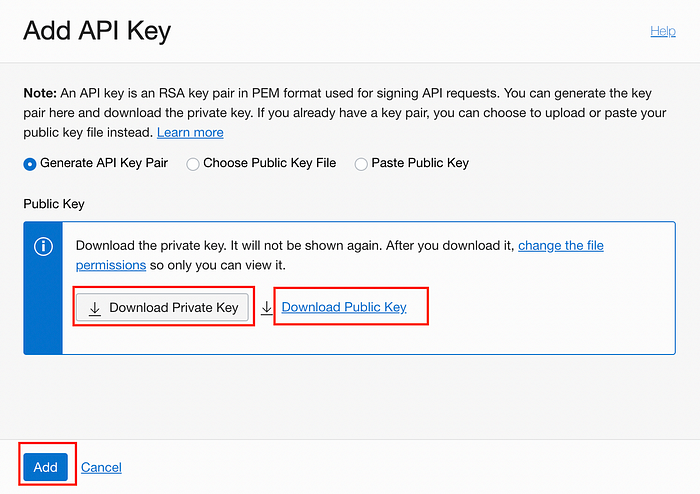 Add API Key
Help
Note: An API key is an RSA key pair in PEM format used for signing API requests. You can generate the key
pair here and download the private key. If you already have a key pair, you can choose to upload or paste your
public key file instead. Learn more
Generate API Key Pair Choose Public Key File Paste Public Key
Public Key
Download the private key. It will not be shown again. After you download it, change the file
permissions so only you can view it.
Download Private Key Download Public Key
Add Cancel